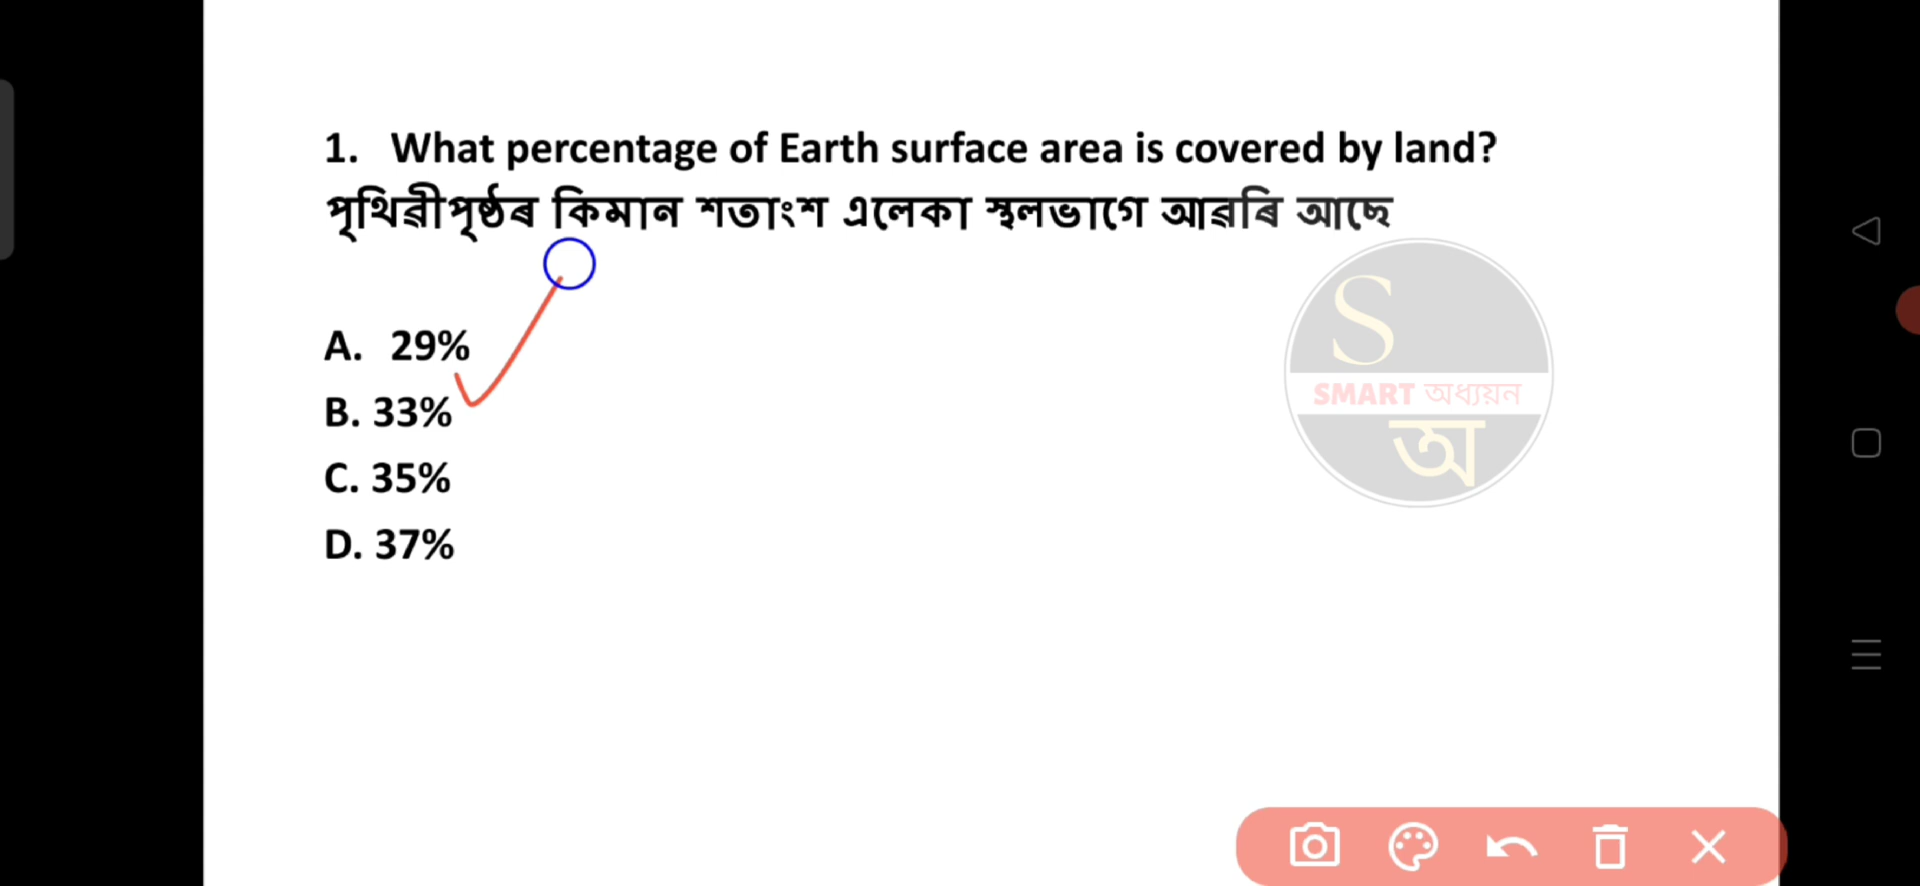 1. What percentage of Earth surface area is covered by land?
পৃথিৱীপৃষ্ঠৰ কিমান শতাংশ এলেকা স্থলভাগে আৱৰি আছে
A. 29%
B. 33%
C. 35%
D. 37%
S
SMART অধ্যয়ন
অ